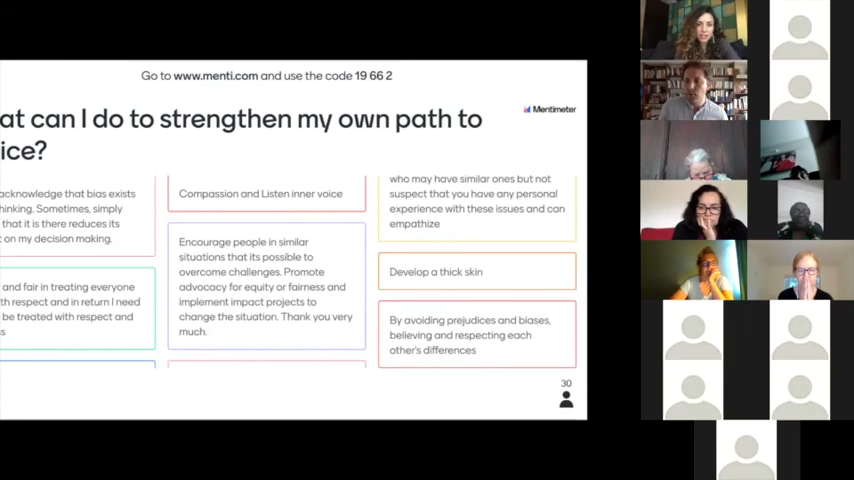 Go to www.menti.com and use the code 19 66 2
Mentimeter
at can I do to strengthen my own path to
ice?
acknowledge that bias exists
hinking. Sometimes, simply
that it is there reduces its
t on my decision making.
and fair in treating everyone
th respect and in return I need
be treated with respect and
s
Compassion and Listen inner voice
Encourage people in similar
situations that its possible to
overcome challenges. Promote
advocacy for equity or fairness and
implement impact projects to
change the situation. Thank you very
much.
who may have similar ones but not
suspect that you have any personal
experience with these issues and can
empathize
Develop a thick skin
By avoiding prejudices and biases,
believing and respecting each
other's differences
30